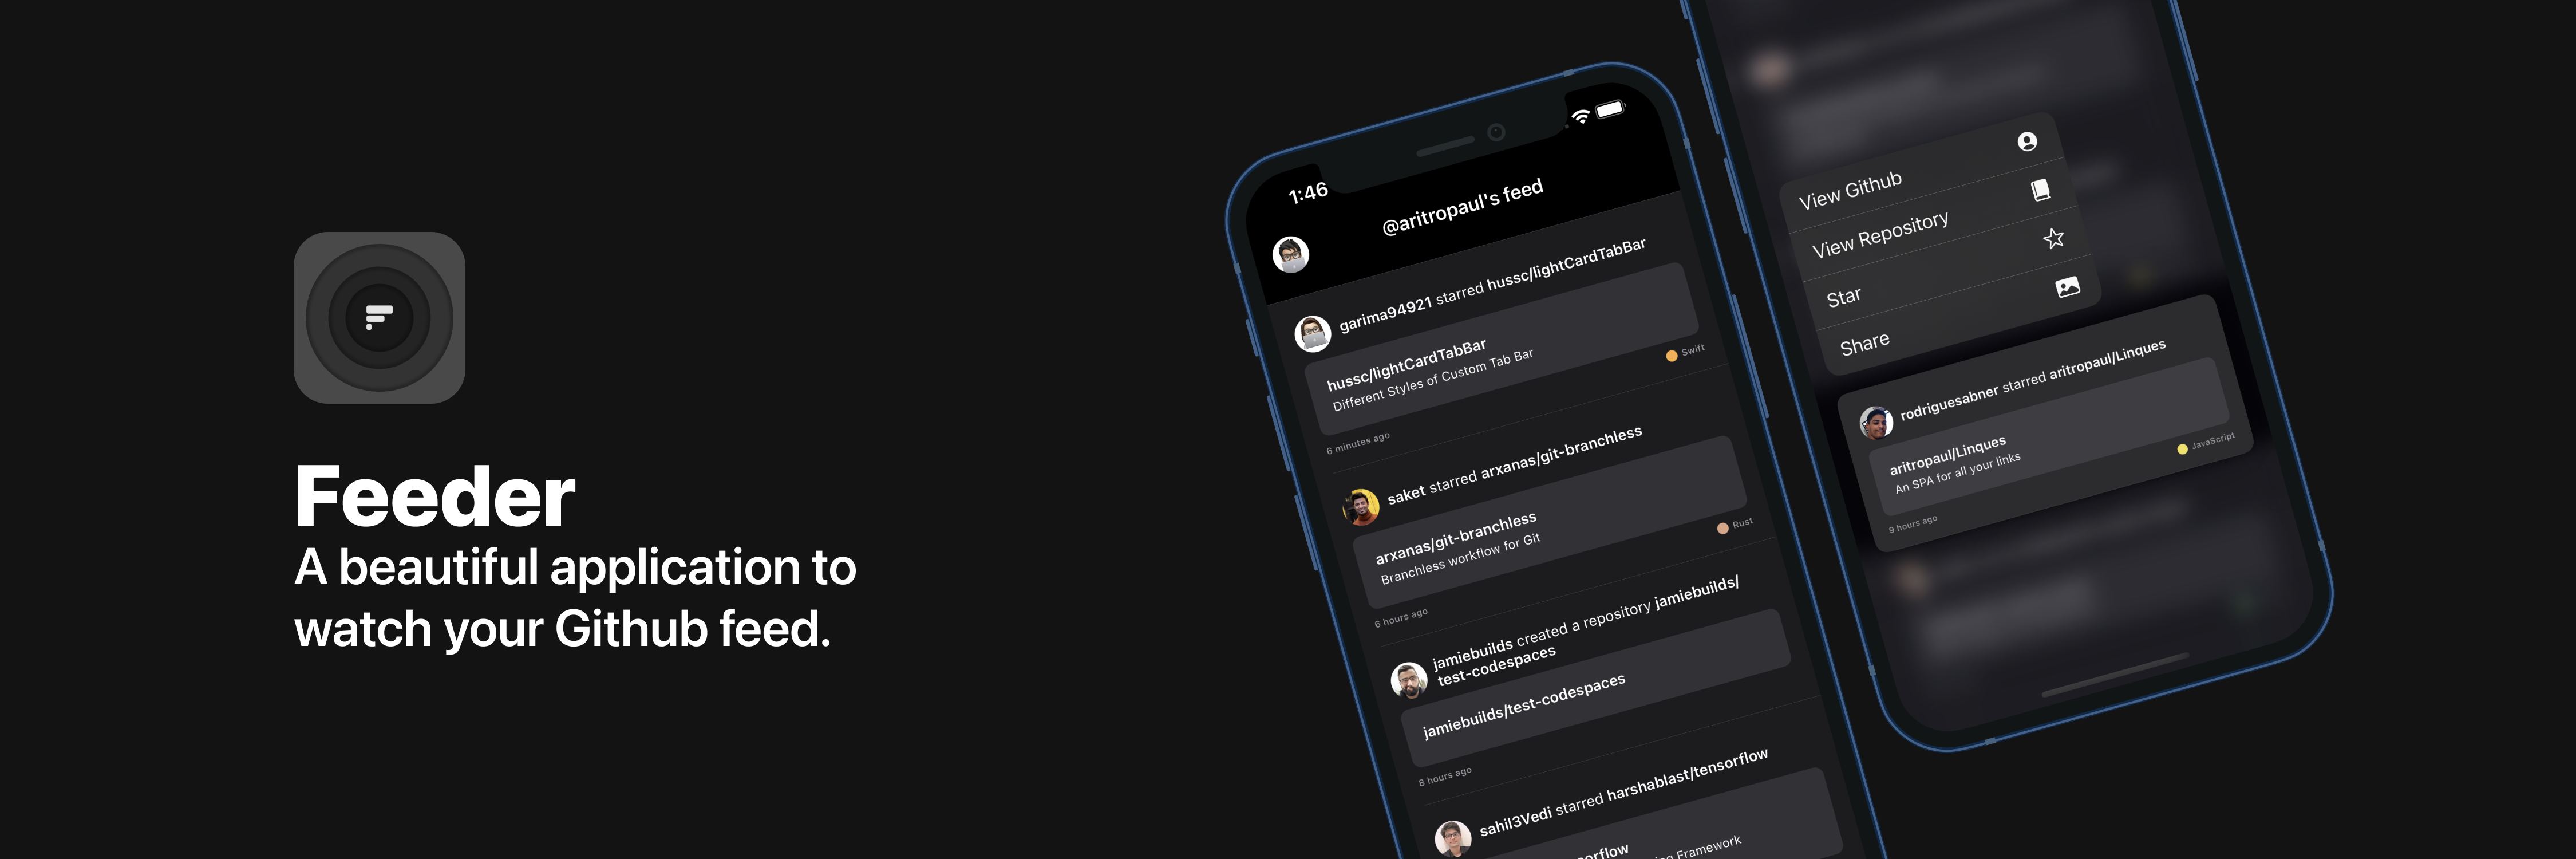 Feeder
A beautiful application to
watch your Github feed.
1:46
@aritropaul's feed
garima94921 starred hussc/lightCardTabBar
hussc/lightCardTabBar
Different Styles of Custom Tab Bar
Swift
6 minutes ago
saket starred arxanas/git-branchless
arxanas/git-branchless
Branchless workflow for Git
Rust
6 hours ago
jamiebuilds created a repository jamiebuilds/
test-codespaces
jamiebuilds/test-codespaces
8 hours ago
sahil3Vedi starred harshablast/tensorflow
Framework
View Github
View Repository
Star
Share
rodriguesabner starred aritropaul/Linques
aritropaul/Linques
An SPA for all your links
JavaScript
9 hours ago